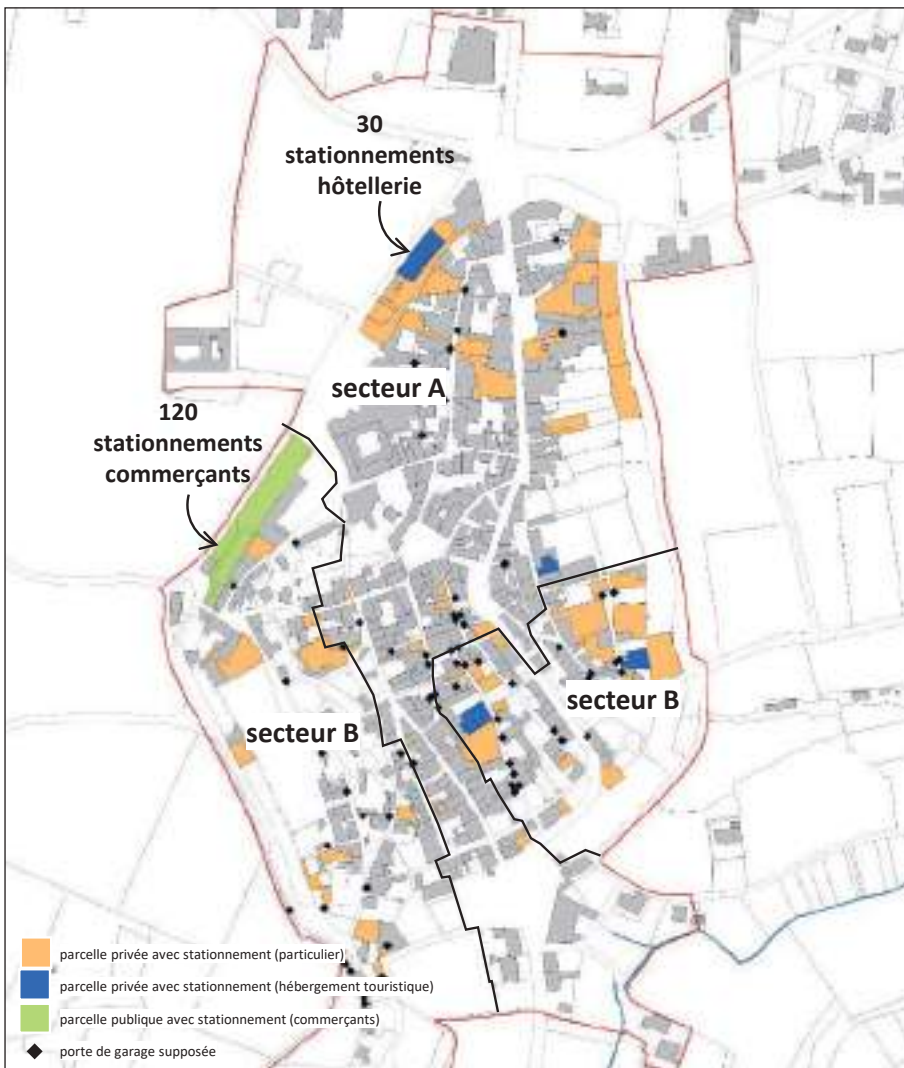 30
stationnements
hôtellerie
secteur A
120
stationnements
commerçants
secteur B
secteur B
parcelle privée avec stationnement (particulier)
parcelle privée avec stationnement (hébergement touristique)
parcelle publique avec stationnement (commerçants)
porte de garage supposée